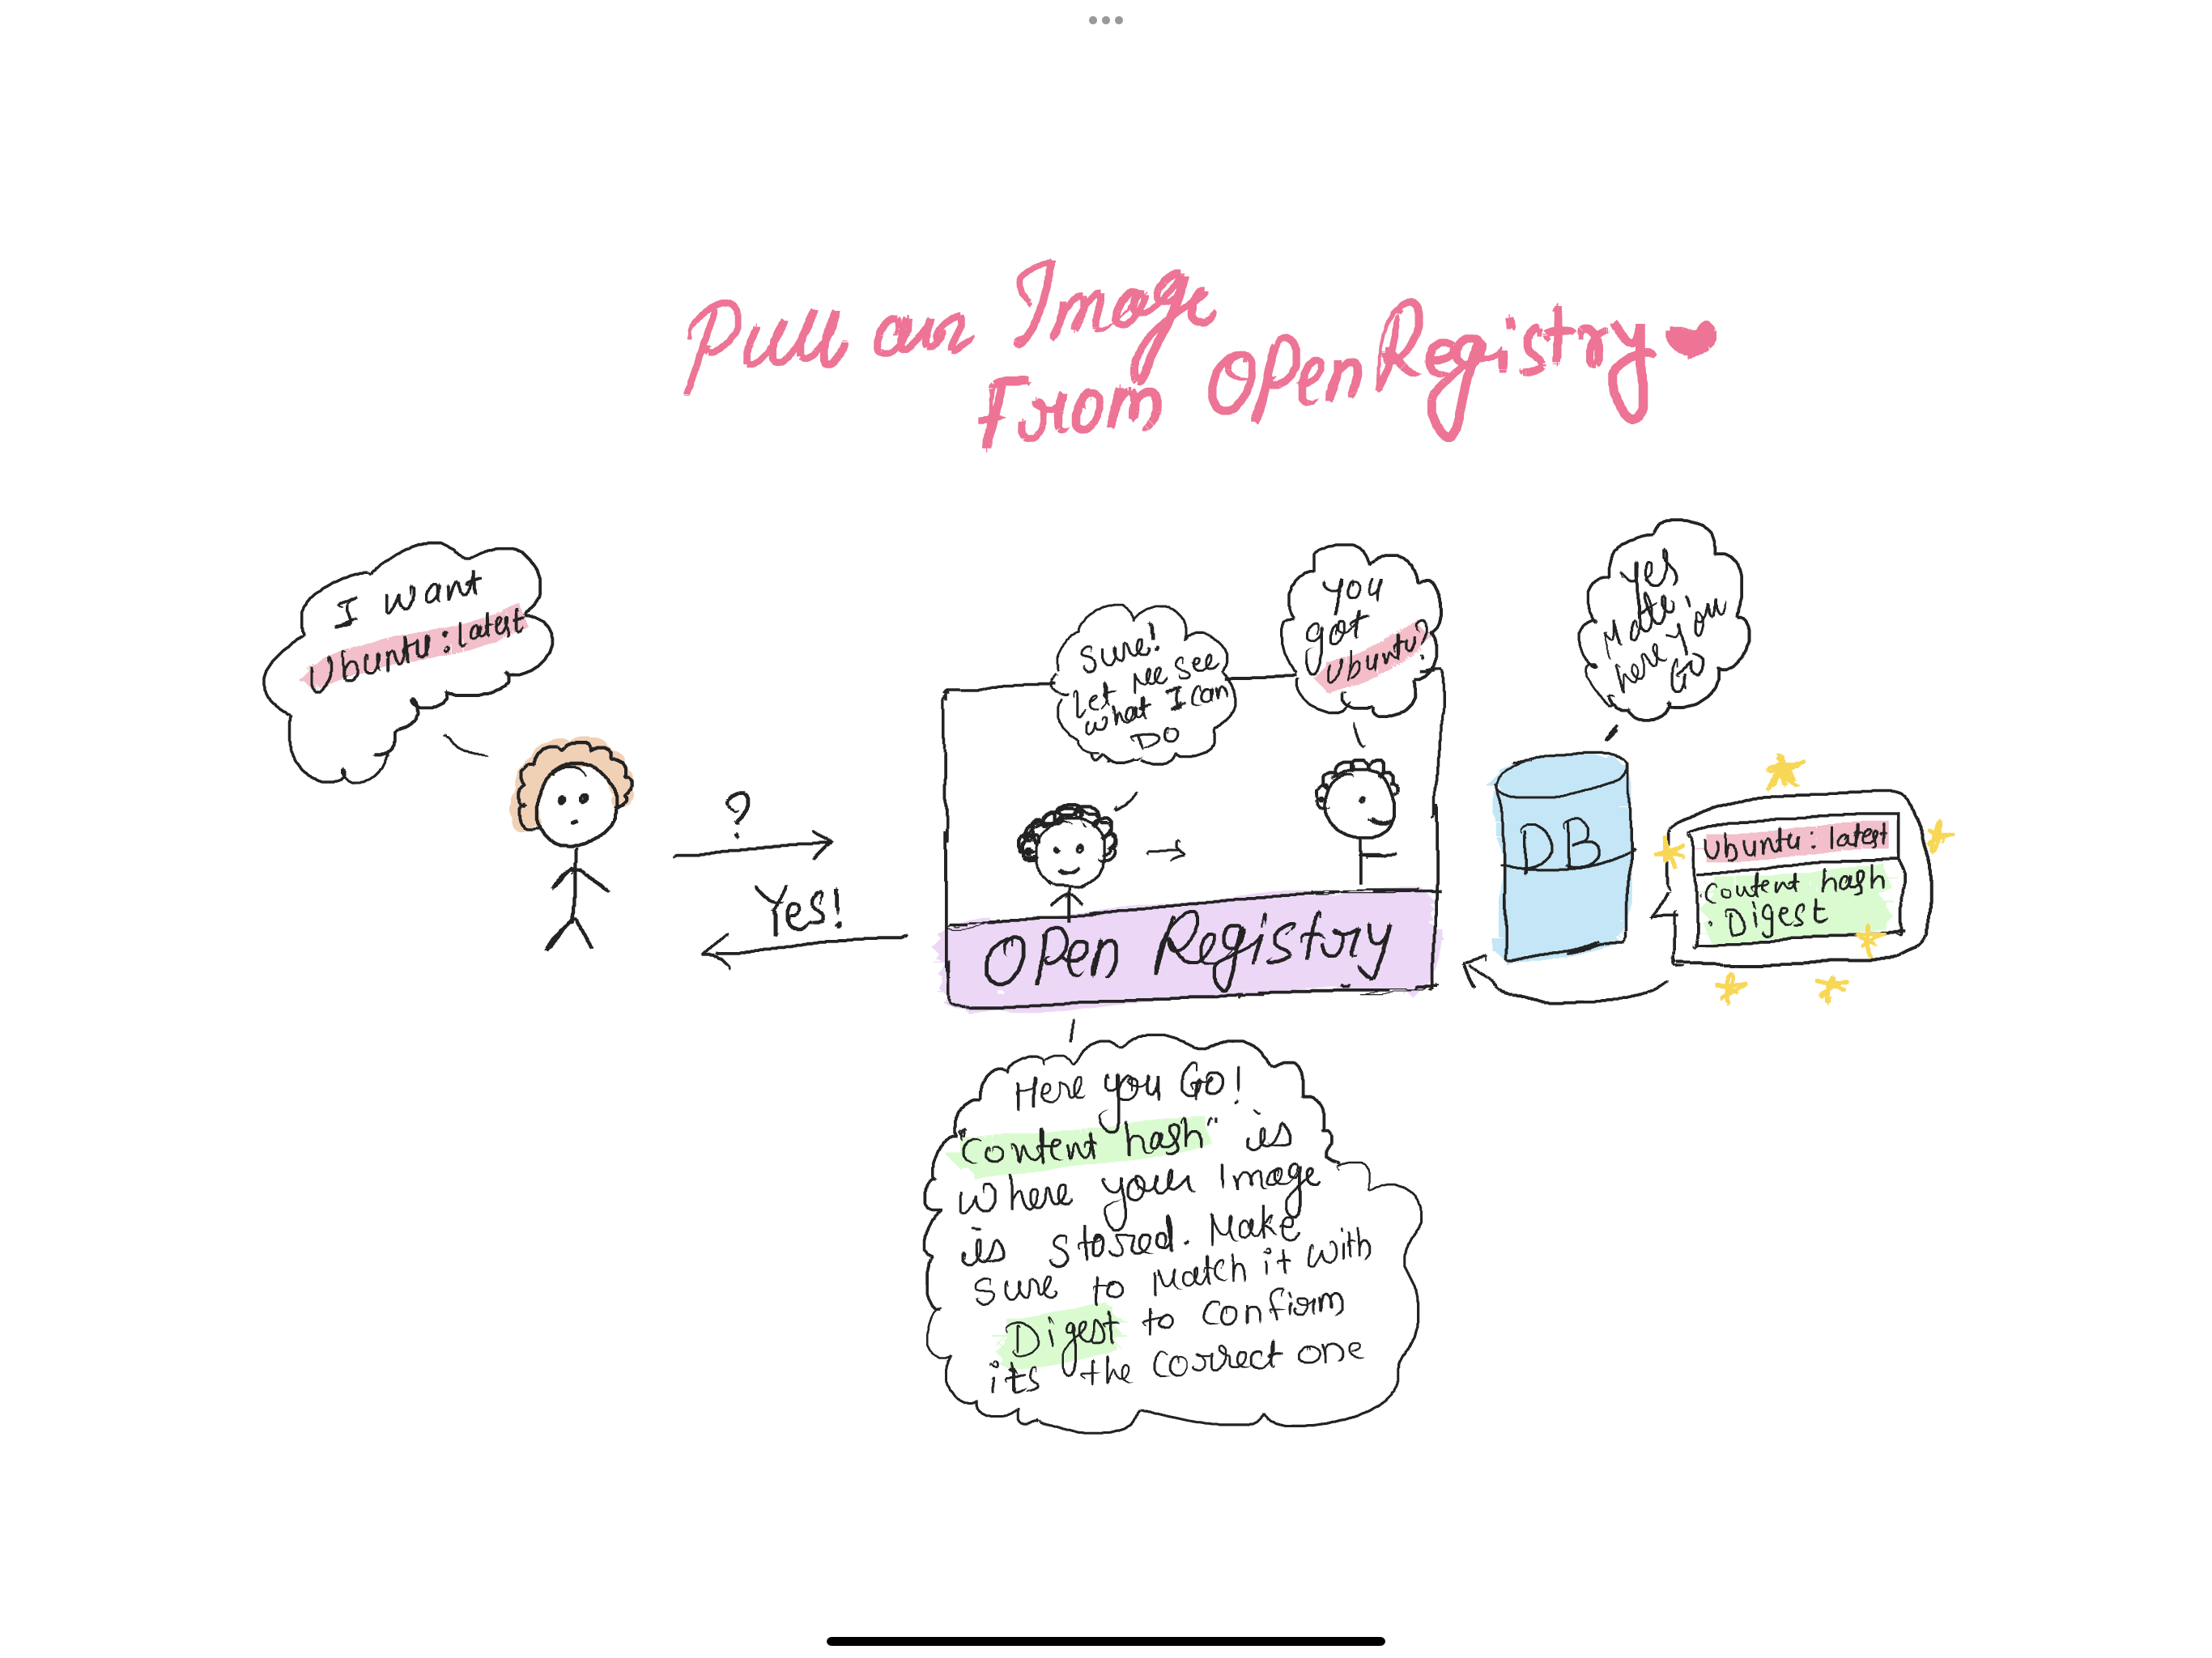 Pull an Image
From OpenRegistry
I want
Ubuntu:latest
?
Yes!
Sure!
Let Me See
what I can
DO
You
got
Ubuntu?
Yes
Mate
here you
GO
DB
Ubuntu: latest
Content hash
. Digest
Open Registry
Here you GO!
"Content hash" is
Where your Image
is stored. Make
Sure to Match it with
Digest to confirm
its the correct one